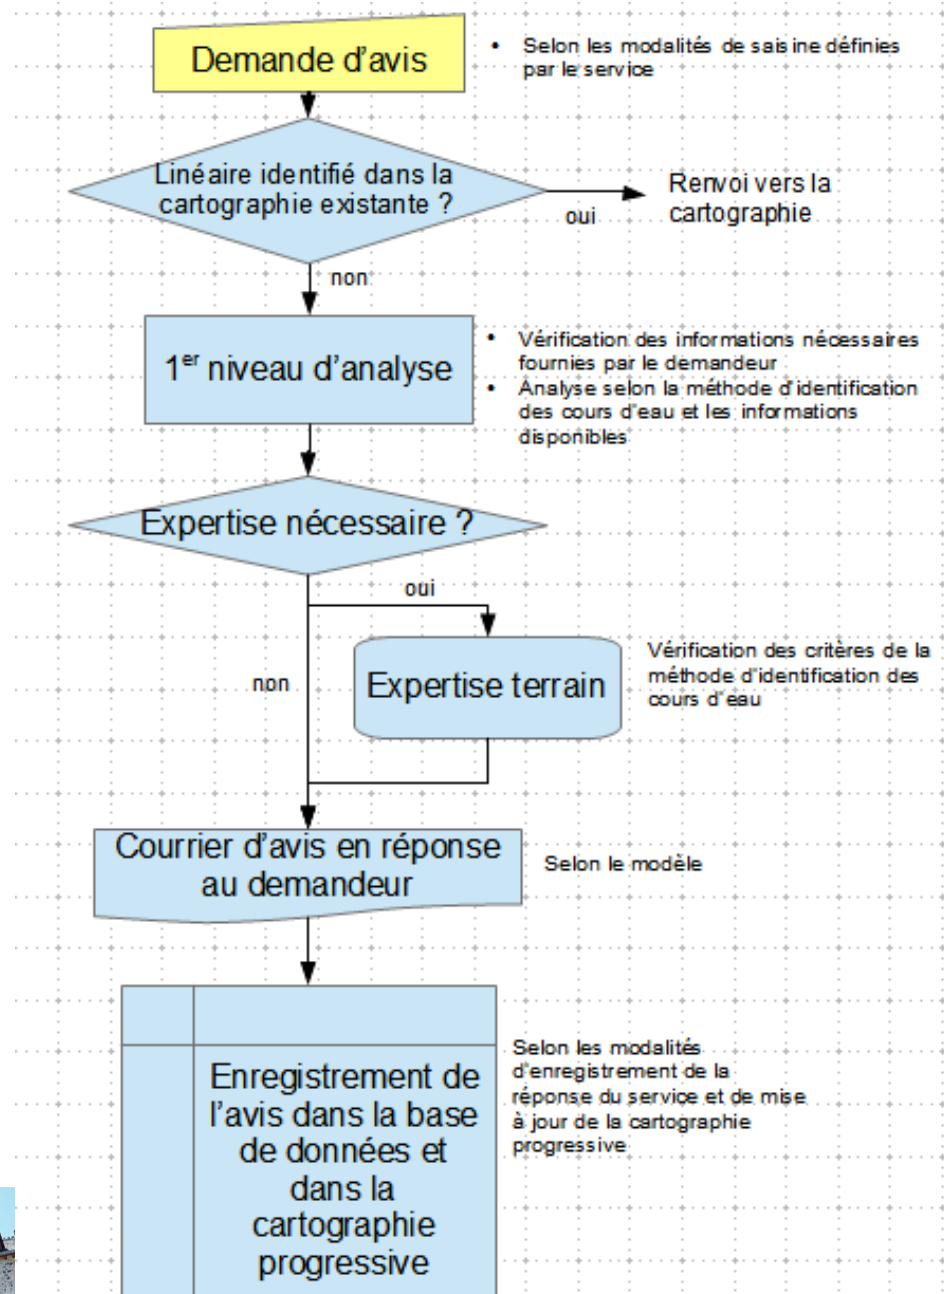 Demande d'avis
• Selon les modalités de saisine définies
par le service
Linéaire identifié dans la
cartographie existante ?
oui
Renvoi vers la
cartographie
non
1er niveau d'analyse
• Vérification des informations nécessaires
fournies par le demandeur
• Analyse selon la méthode d'identification
des cours d'eau et les informations
disponibles
Expertise nécessaire ?
oui
non
Expertise terrain
Vérification des critères de la
méthode d'identification des
cours d'eau
Courrier d'avis en réponse
au demandeur
Selon le modèle
Enregistrement de
l'avis dans la base
de données et
dans la
cartographie
progressive
Selon les modalités
d'enregistrement de la
réponse du service et de mise
à jour de la cartographie
progressive